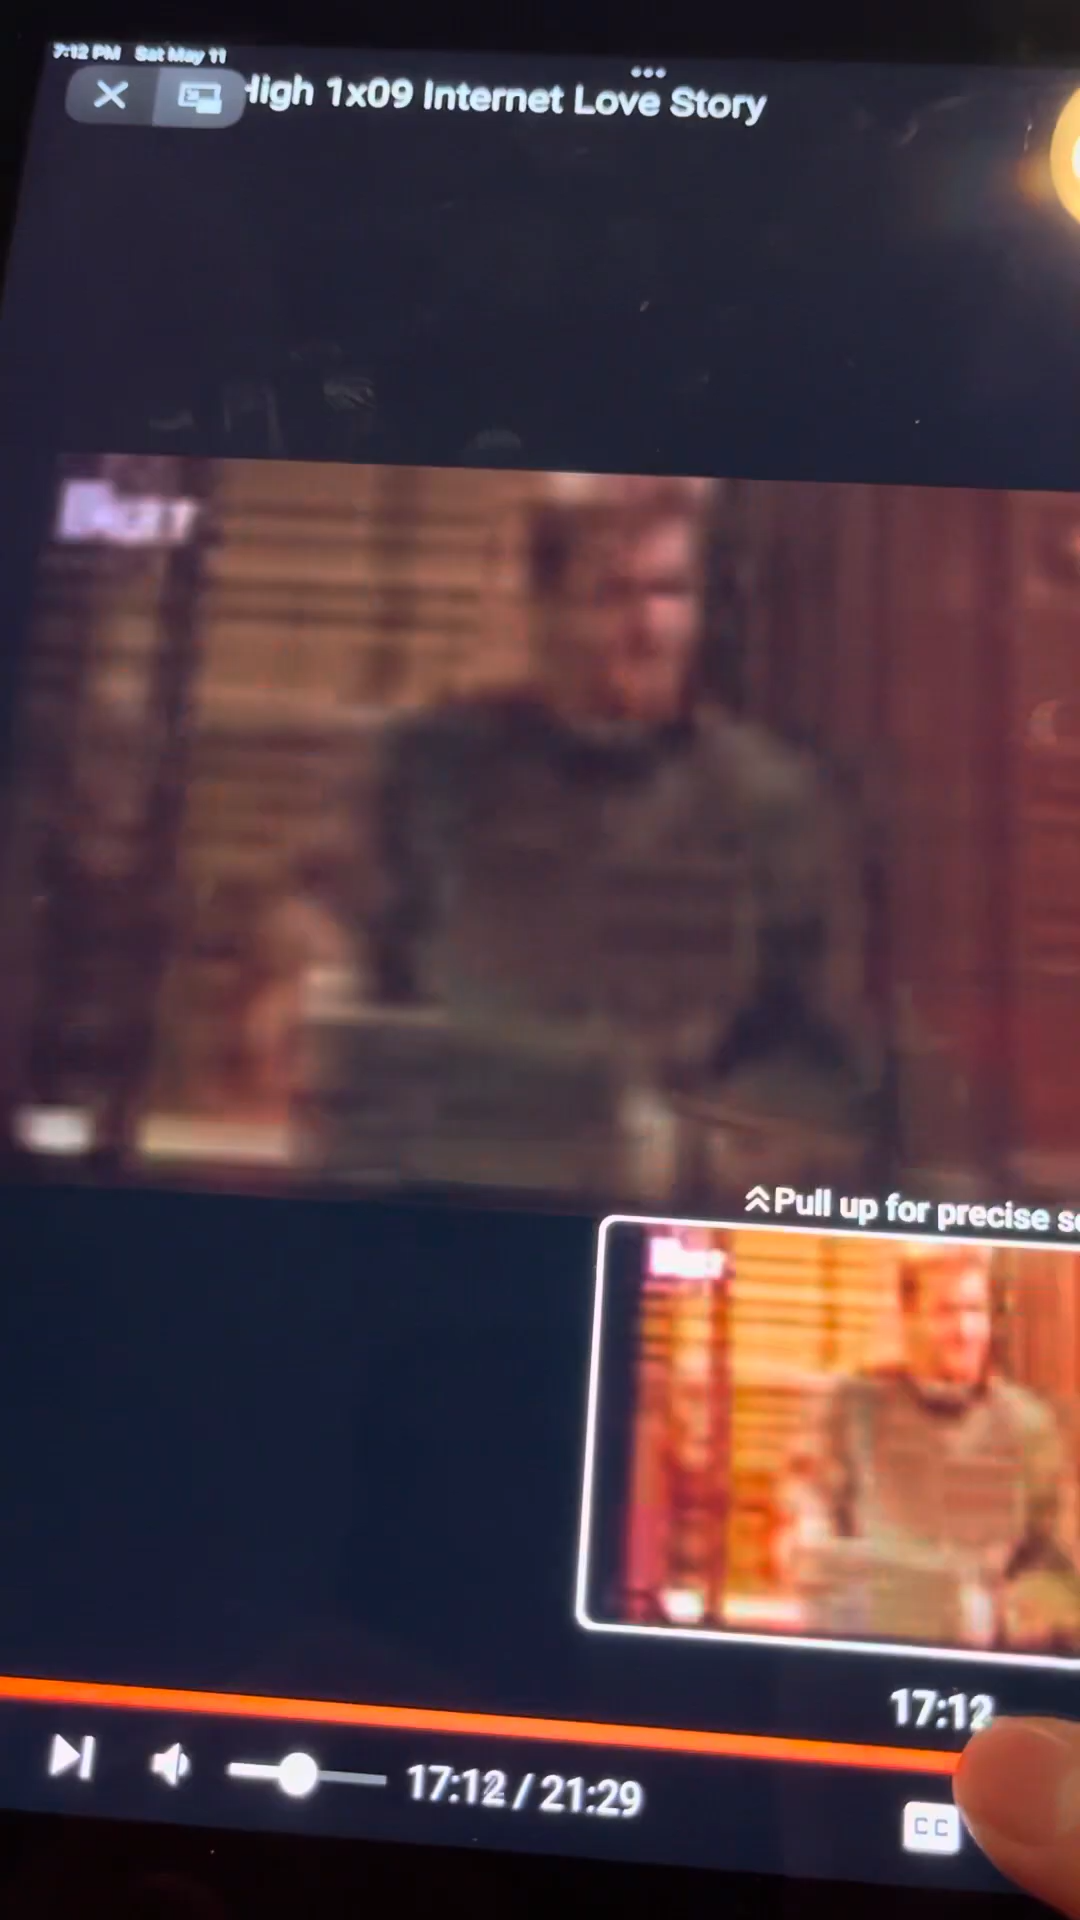 7:12 PM Sat May 11
High 1x09 Internet Love Story
Pull up for precise
17:12
17:12 / 21:29
CC